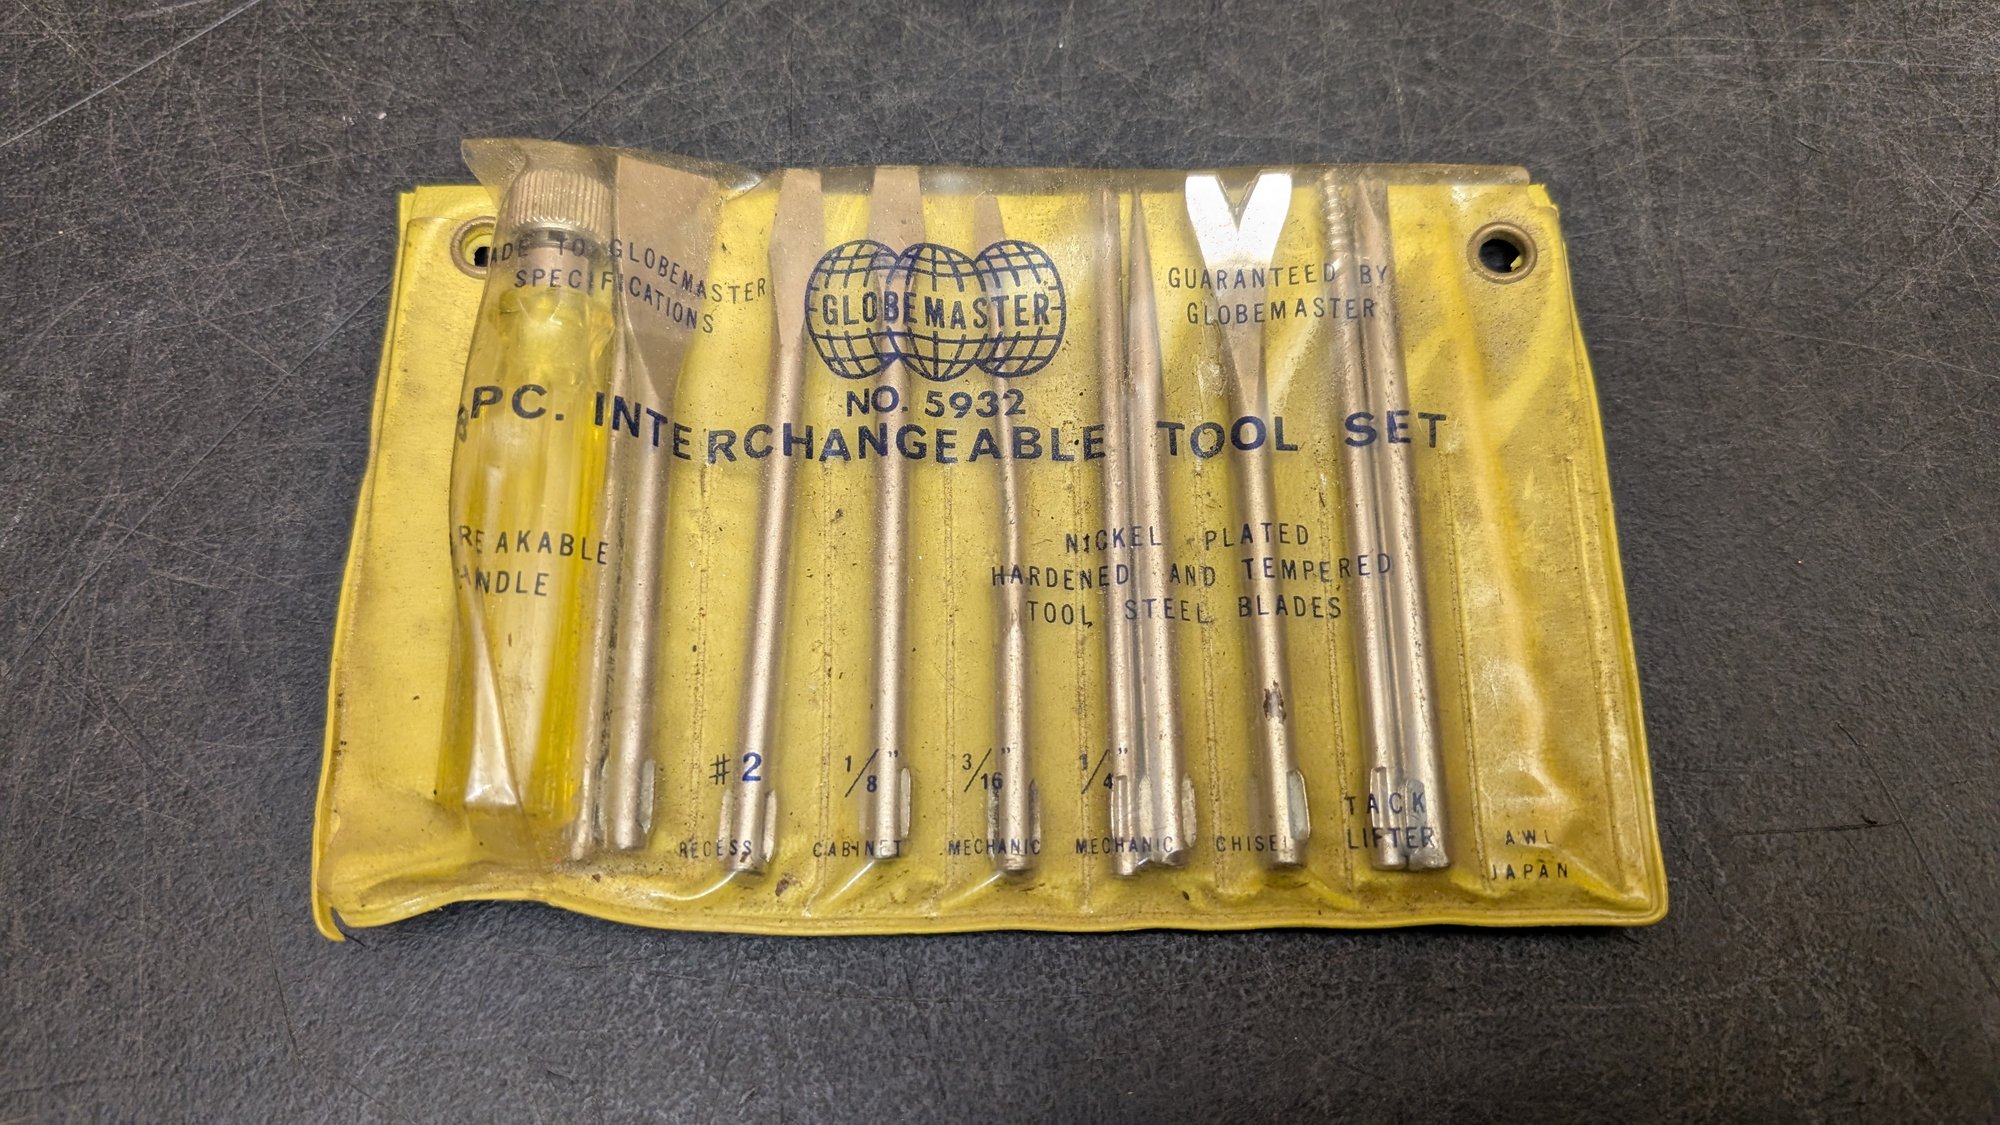 ADE TO GLOBEMASTER
SPECIFICATIONS
GLOBEMASTER
GUARANTEED BY
GLOBEMASTER
NO. 5932
8 PC. INTERCHANGEABLE TOOL SET
REAKABLE
ANDLE
NICKEL PLATED
HARDENED AND TEMPERED
TOOL STEEL BLADES
#2 1/8" 3/16" 1/4"
RECESS CABINET MECHANIC MECHANIC CHISEL TACK LIFTER AWL
JAPAN